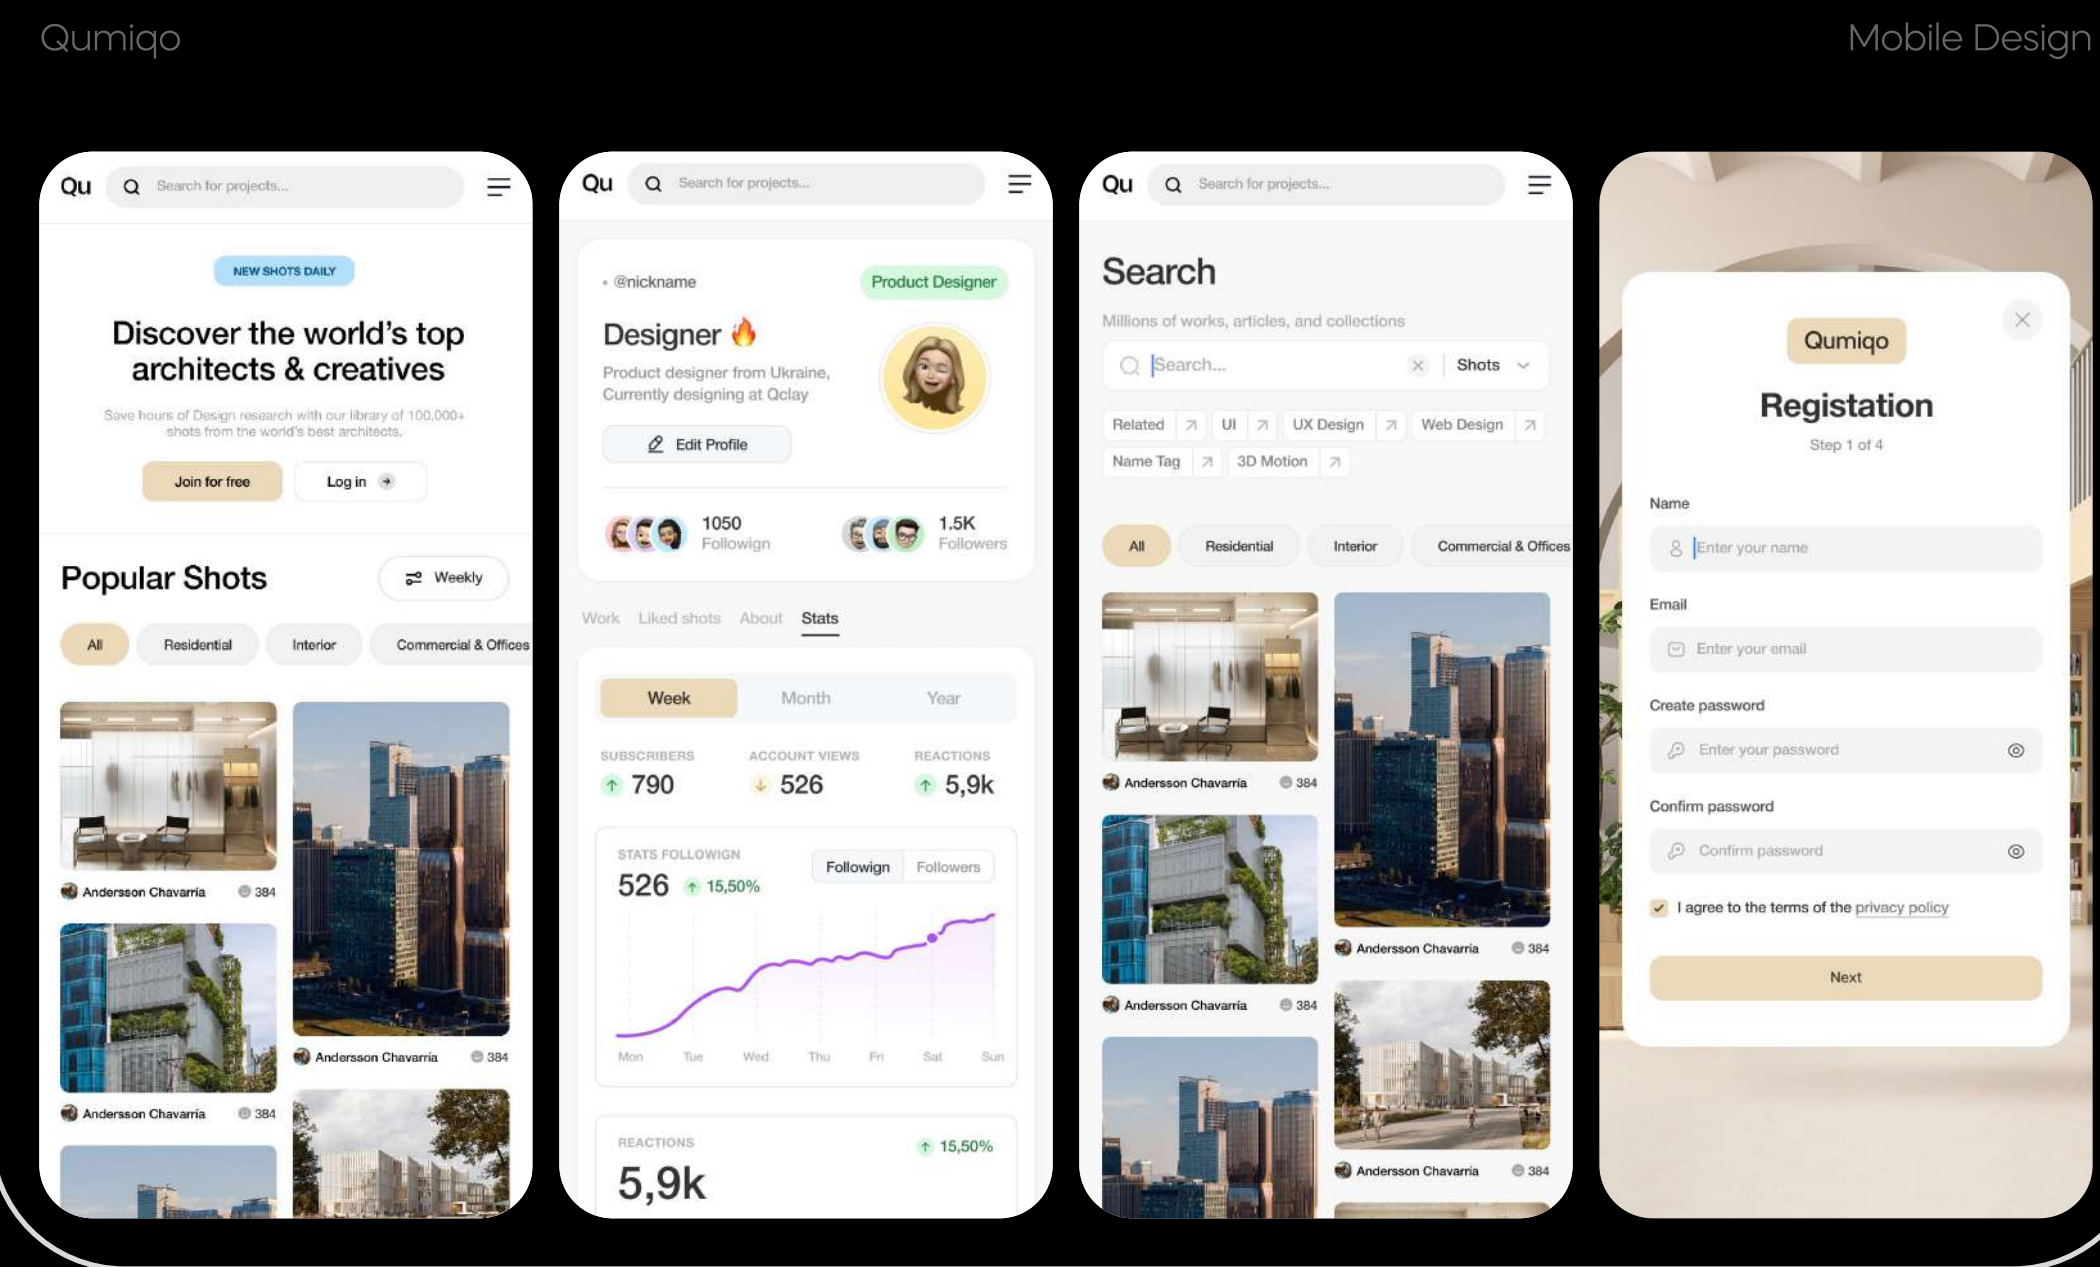 Qumiqo
Mobile Design
Qu
Search for projects...
NEW SHOTS DAILY
Discover the world's top
architects & creatives
Save hours of Design research with our library of 100,000+
shots from the world's best architects.
Join for free
Log in
Popular Shots
Weekly
All
Residential
Interior
Commercial & Offices
Andersson Chavarría
384
Andersson Chavarría
384
Andersson Chavarría
384
Qu
Search for projects...
@nickname
Product Designer
Designer 🔥
Product designer from Ukraine,
Currently designing at Qclay
Edit Profile
1050
Followign
1.5K
Followers
Work
Liked shots
About
Stats
Week
Month
Year
SUBSCRIBERS
790
ACCOUNT VIEWS
526
REACTIONS
5,9k
STATS FOLLOWIGN
526
15,50%
Followign
Followers
Mon
Tue
Wed
Thu
Fri
Sat
Sun
REACTIONS
15,50%
5,9k
Qu
Search for projects...
Search
Millions of works, articles, and collections
Search...
Shots
Related
UI
UX Design
Web Design
Name Tag
3D Motion
All
Residential
Interior
Commercial & Offices
Andersson Chavarría
384
Andersson Chavarría
384
Andersson Chavarría
384
Andersson Chavarría
384
Qumiqo
Registation
Step 1 of 4
Name
Enter your name
Email
Enter your email
Create password
Enter your password
Confirm password
Confirm password
I agree to the terms of the privacy policy
Next